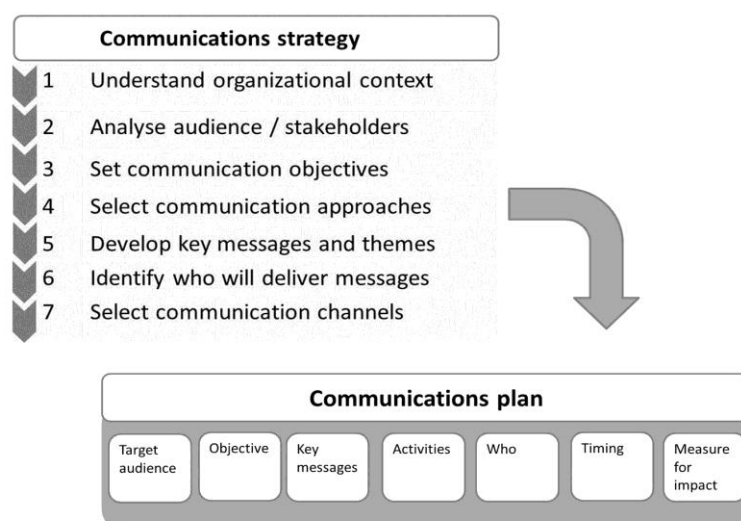 Communications strategy
1 Understand organizational context
2 Analyse audience / stakeholders
3 Set communication objectives
4 Select communication approaches
5 Develop key messages and themes
6 Identify who will deliver messages
7 Select communication channels
Communications plan
Target
audience
Objective
Key
messages
Activities
Who
Timing
Measure
for
impact